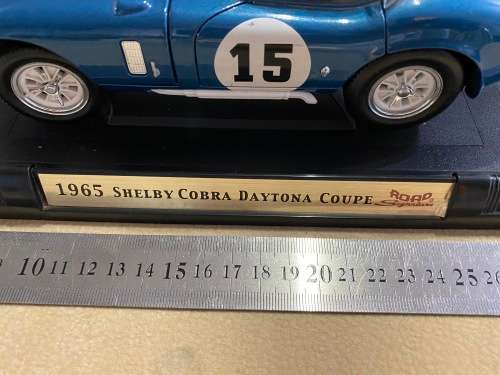 15
1965 SHELBY COBRA DAYTONA COUPE ROAD Signature
10 11 12 13 14 15 16 17 18 19 20 21 22 23 24 25